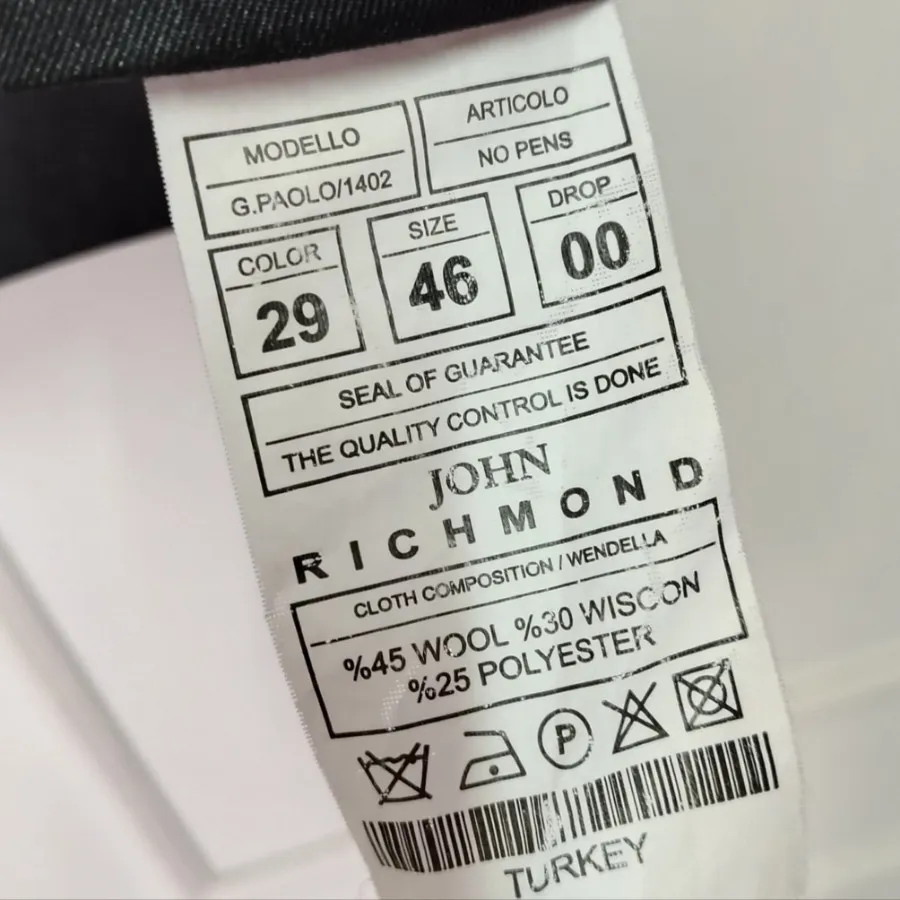 MODELLO
G.PAOLO/1402
ARTICOLO
NO PENS
COLOR
29
SIZE
46
DROP
00
SEAL OF GUARANTEE
THE QUALITY CONTROL IS DONE
JOHN
RICHMOND
CLOTH COMPOSITION / WENDELLA
%45 WOOL %30 WISCON
%25 POLYESTER
P
TURKEY